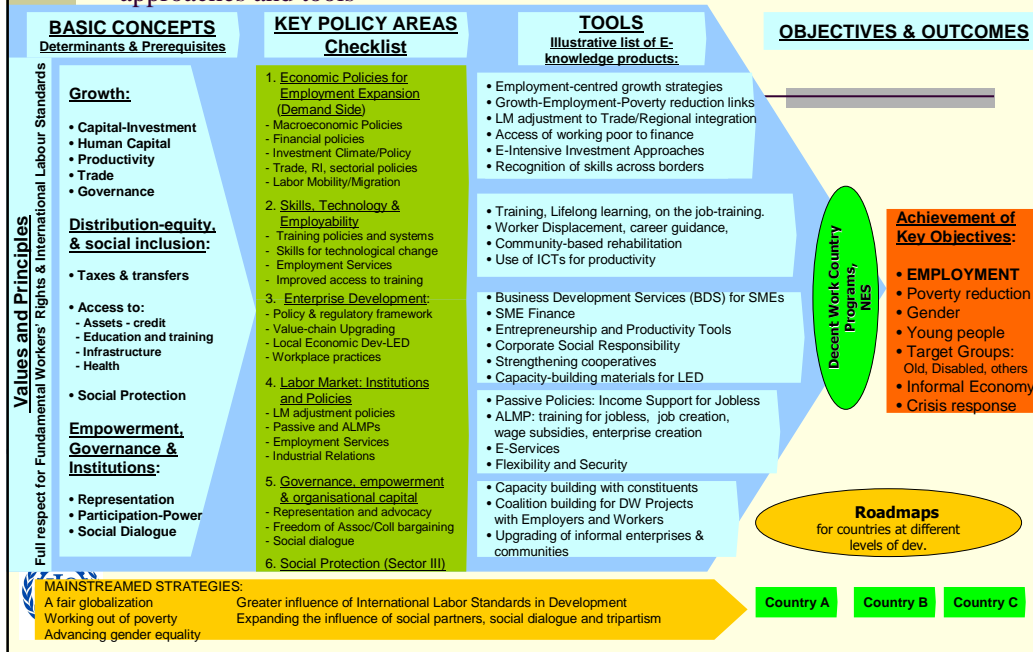 approaches and tools
BASIC CONCEPTS
Determinants & Prerequisites
KEY POLICY AREAS
Checklist
TOOLS
Illustrative list of E-
knowledge products:
OBJECTIVES & OUTCOMES
Values and Principles
Full respect for Fundamental Workers' Rights & International Labour Standards
Growth:
• Capital-Investment
• Human Capital
• Productivity
• Trade
• Governance
Distribution-equity,
& social inclusion:
• Taxes & transfers
• Access to:
- Assets - credit
- Education and training
- Infrastructure
- Health
• Social Protection
Empowerment,
Governance &
Institutions:
• Representation
• Participation-Power
• Social Dialogue
1. Economic Policies for
Employment Expansion
(Demand Side)
- Macroeconomic Policies
- Financial policies
- Investment Climate/Policy
- Trade, RI, sectorial policies
- Labor Mobility/Migration
2. Skills, Technology &
Employability
- Training policies and systems
- Skills for technological change
- Employment Services
- Improved access to training
3. Enterprise Development:
- Policy & regulatory framework
- Value-chain Upgrading
- Local Economic Dev-LED
- Workplace practices
4. Labor Market: Institutions
and Policies
- LM adjustment policies
- Passive and ALMPs
- Employment Services
- Industrial Relations
5. Governance, empowerment
& organisational capital
- Representation and advocacy
- Freedom of Assoc/Coll bargaining
- Social dialogue
6. Social Protection (Sector III)
• Employment-centred growth strategies
• Growth-Employment-Poverty reduction links
• LM adjustment to Trade/Regional integration
• Access of working poor to finance
• E-Intensive Investment Approaches
• Recognition of skills across borders
• Training, Lifelong learning, on the job-training.
• Worker Displacement, career guidance,
• Community-based rehabilitation
• Use of ICTs for productivity
• Business Development Services (BDS) for SMEs
• SME Finance
• Entrepreneurship and Productivity Tools
• Corporate Social Responsibility
• Strengthening cooperatives
• Capacity-building materials for LED
• Passive Policies: Income Support for Jobless
• ALMP: training for jobless, job creation,
wage subsidies, enterprise creation
• E-Services
• Flexibility and Security
• Capacity building with constituents
• Coalition building for DW Projects
with Employers and Workers
• Upgrading of informal enterprises &
communities
Decent Work Country
Programs,
NES
Achievement of
Key Objectives:
• EMPLOYMENT
• Poverty reduction
• Gender
• Young people
• Target Groups:
Old, Disabled, others
• Informal Economy
• Crisis response
Roadmaps
for countries at different
levels of dev.
MAINSTREAMED STRATEGIES:
A fair globalization Greater influence of International Labor Standards in Development
Working out of poverty Expanding the influence of social partners, social dialogue and tripartism
Advancing gender equality
Country A
Country B
Country C